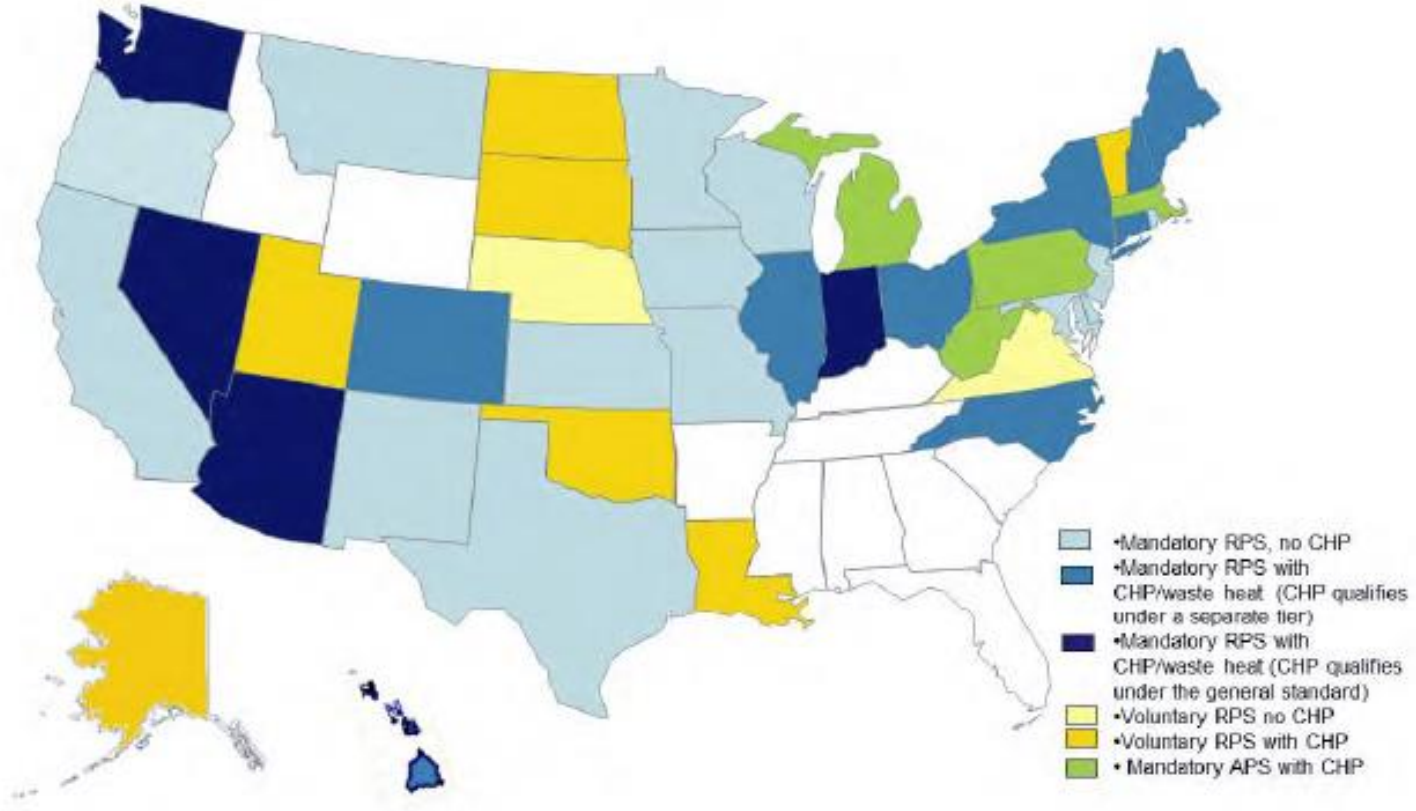 •Mandatory RPS, no CHP
•Mandatory RPS with
CHP/waste heat (CHP qualifies
under a separate tier)
•Mandatory RPS with
CHP/waste heat (CHP qualifies
under the general standard)
•Voluntary RPS no CHP
•Voluntary RPS with CHP
• Mandatory APS with CHP